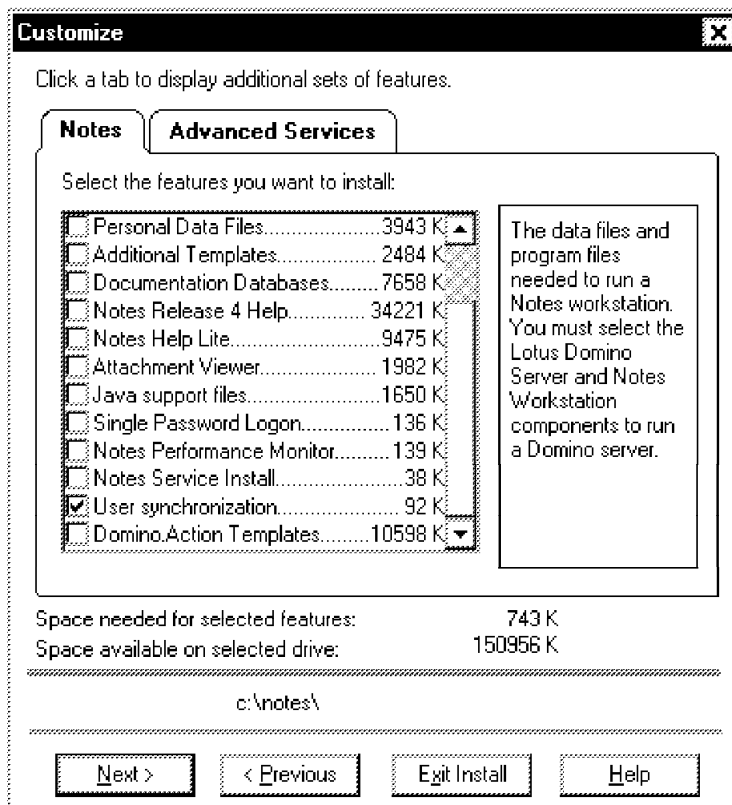 Customize
Click a tab to display additional sets of features.
Notes Advanced Services
Select the features you want to install:
Personal Data Files....................3943 K
Additional Templates..................2484 K
Documentation Databases.........7658 K
Notes Release 4 Help..............34221 K
Notes Help Lite..........................9475 K
Attachment Viewer....................1982 K
Java support files......................1650 K
Single Password Logon...............136 K
Notes Performance Monitor..........139 K
Notes Service Install......................38 K
User synchronization......................92 K
Domino.Action Templates.........10598 K
The data files and
program files
needed to run a
Notes workstation.
You must select the
Lotus Domino
Server and Notes
Workstation
components to run
a Domino server.
Space needed for selected features: 743 K
Space available on selected drive: 150956 K
c:\notes\
Next > < Previous Exit Install Help